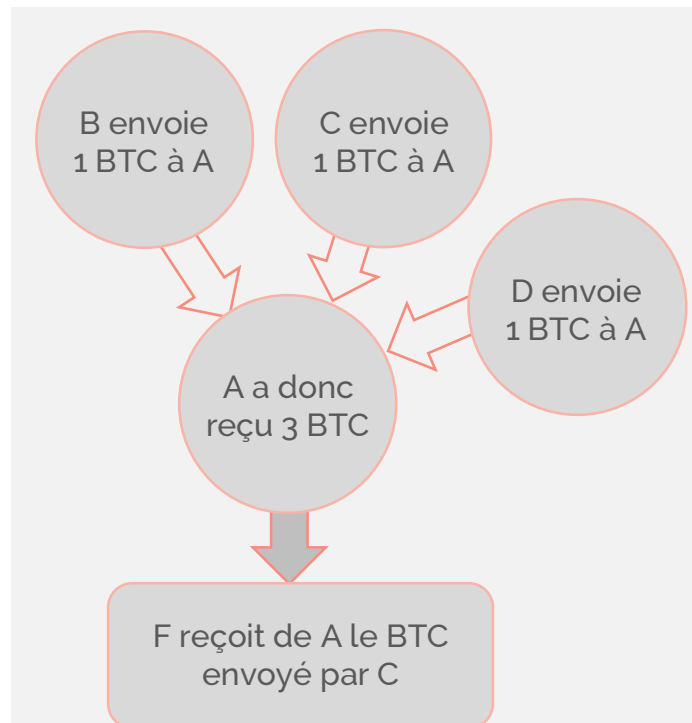 B envoie
1 BTC à A
C envoie
1 BTC à A
D envoie
1 BTC à A
A a donc
reçu 3 BTC
F reçoit de A le BTC
envoyé par C